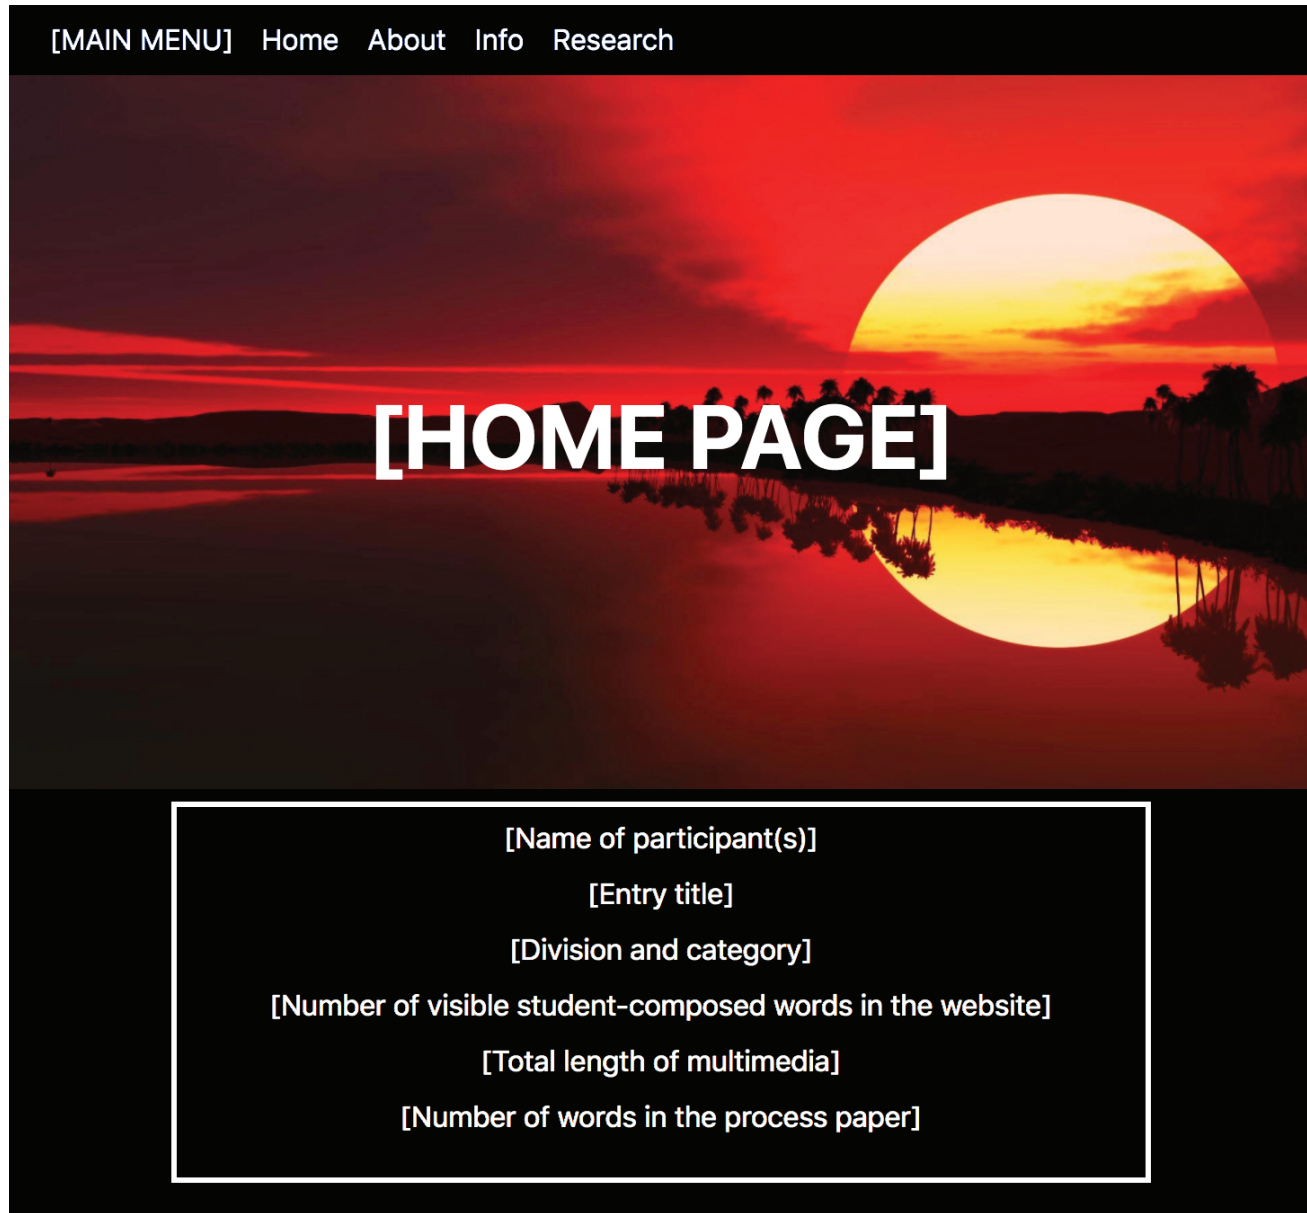 [MAIN MENU] Home About Info Research
[HOME PAGE]
[Name of participant(s)]
[Entry title]
[Division and category]
[Number of visible student-composed words in the website]
[Total length of multimedia]
[Number of words in the process paper]